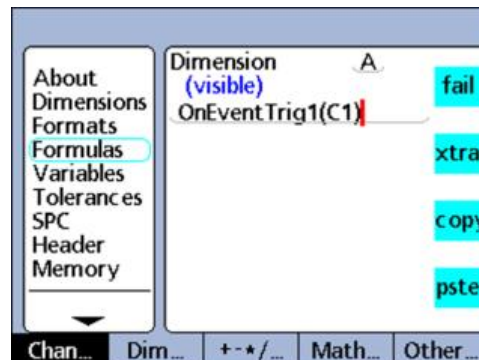 About
Dimensions
Formats
Formulas
Variables
Tolerances
SPC
Header
Memory
Dimension A
(visible)
OnEventTrig1(C1)
fail
xtra
copy
pste
Chan...
Dim...
+-*/...
Math...
Other...